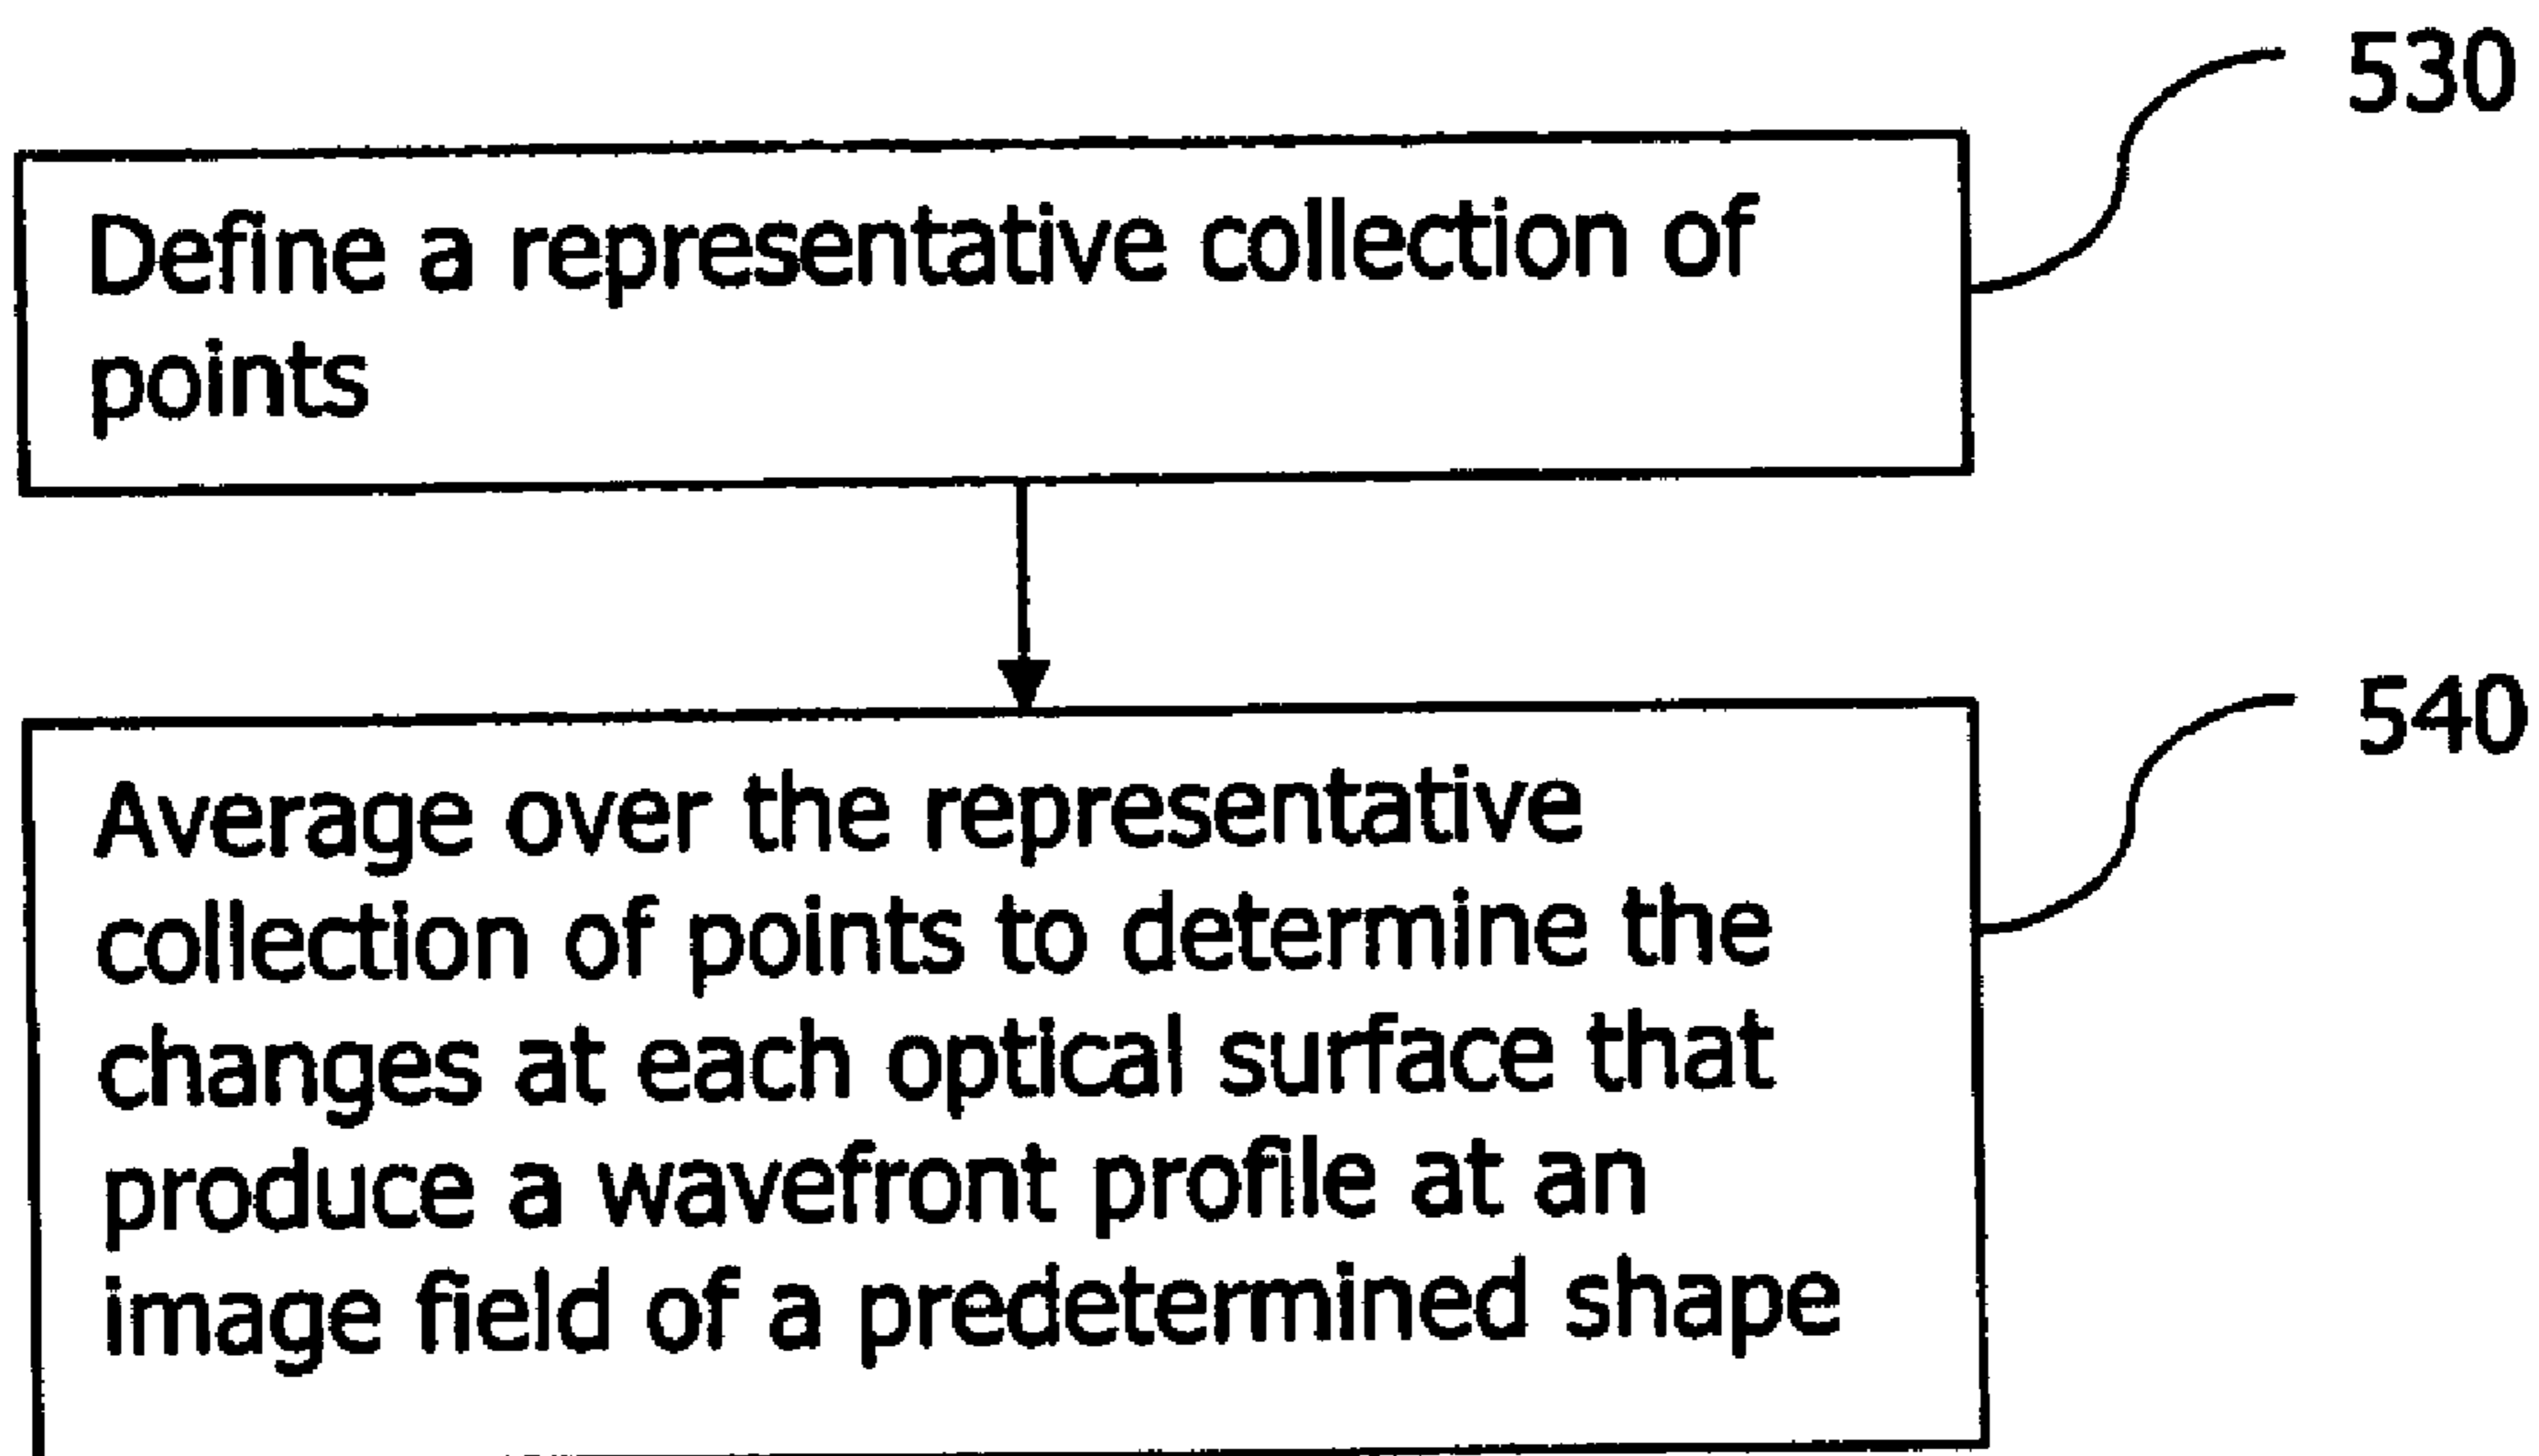 530
Define a representative collection of
points
540
Average over the representative
collection of points to determine the
changes at each optical surface that
produce a wavefront profile at an
image field of a predetermined shape